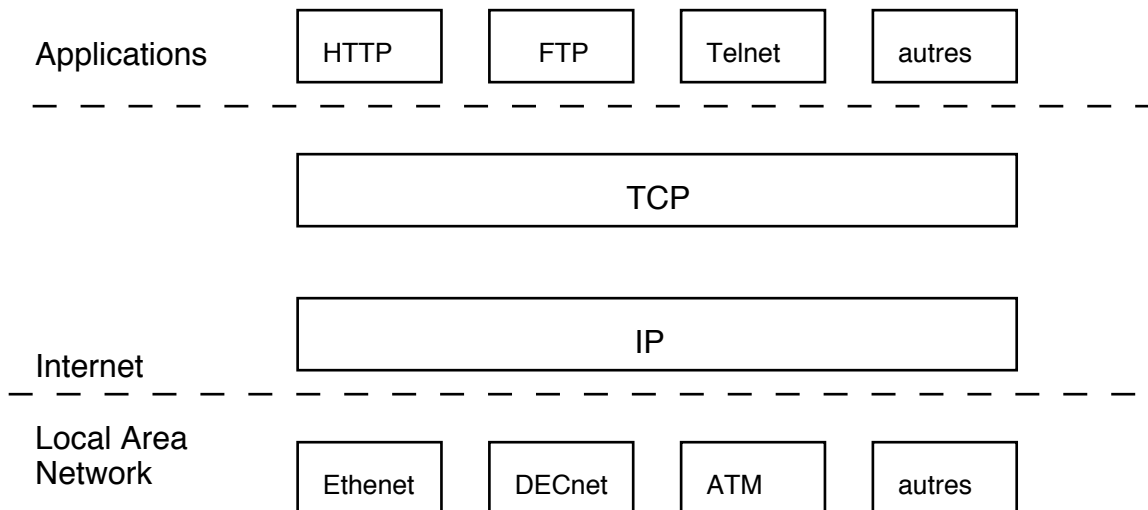 Applications
HTTP
FTP
Telnet
autres
TCP
IP
Internet
Local Area
Network
Ethenet
DECnet
ATM
autres